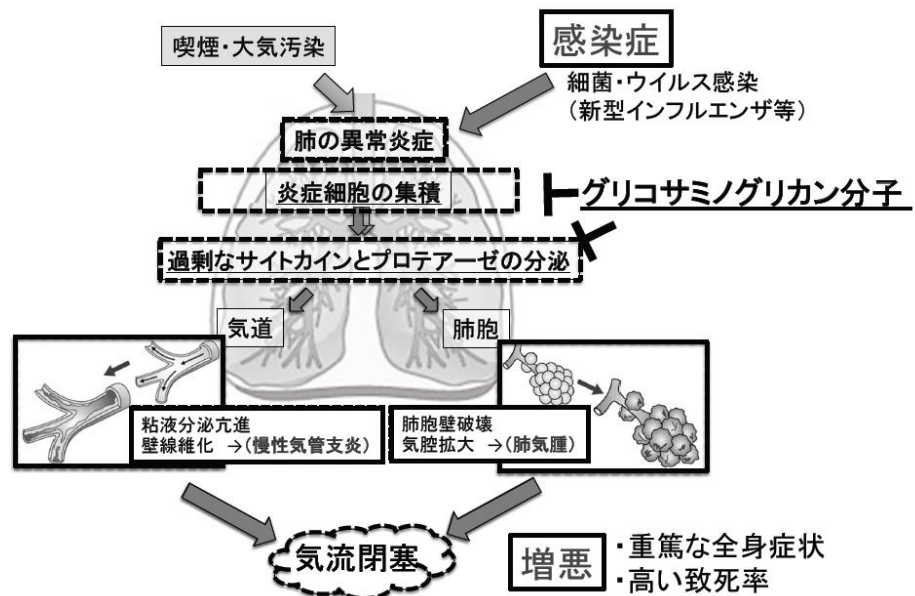 喫煙・大気汚染
感染症
細菌・ウイルス感染
（新型インフルエンザ等）
肺の異常炎症
炎症細胞の集積
グリコサミノグリカン分子
過剰なサイトカインとプロテアーゼの分泌
気道
肺胞
粘液分泌亢進
壁線維化 →(慢性気管支炎)
肺胞壁破壊
気腔拡大 →(肺気腫)
気流閉塞
増悪
・重篤な全身症状
・高い致死率